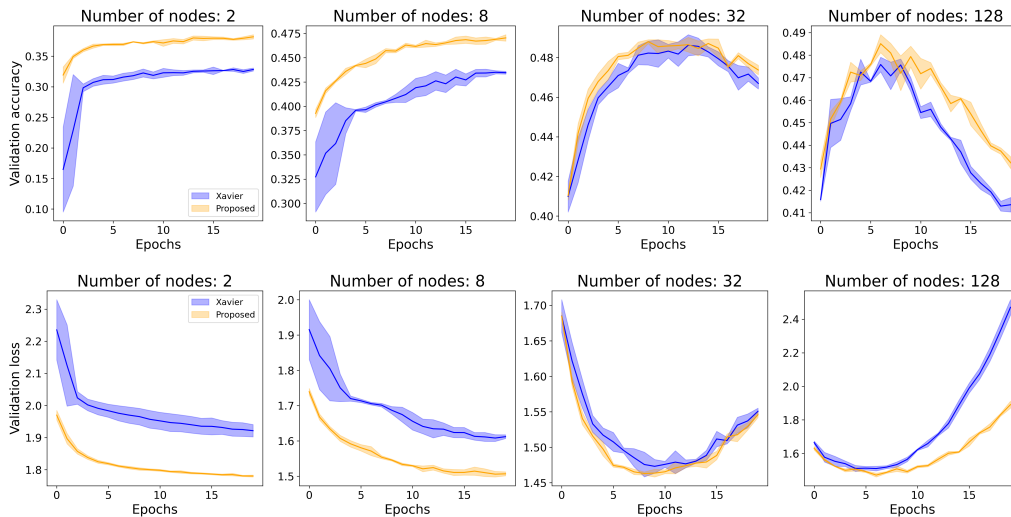 Number of nodes: 2
Number of nodes: 8
Number of nodes: 32
Number of nodes: 128
Validation accuracy
0.35
0.30
0.25
0.20
0.15
0.10
0.475
0.450
0.425
0.400
0.375
0.350
0.325
0.300
0.48
0.46
0.44
0.42
0.40
0.49
0.48
0.47
0.46
0.45
0.44
0.43
0.42
0.41
Xavier
Proposed
0 5 10 15
0 5 10 15
0 5 10 15
0 5 10 15
Epochs
Epochs
Epochs
Epochs
Number of nodes: 2
Number of nodes: 8
Number of nodes: 32
Number of nodes: 128
Validation loss
2.3
2.2
2.1
2.0
1.9
1.8
2.0
1.9
1.8
1.7
1.6
1.5
1.70
1.65
1.60
1.55
1.50
1.45
2.4
2.2
2.0
1.8
1.6
Xavier
Proposed
0 5 10 15
0 5 10 15
0 5 10 15
0 5 10 15
Epochs
Epochs
Epochs
Epochs